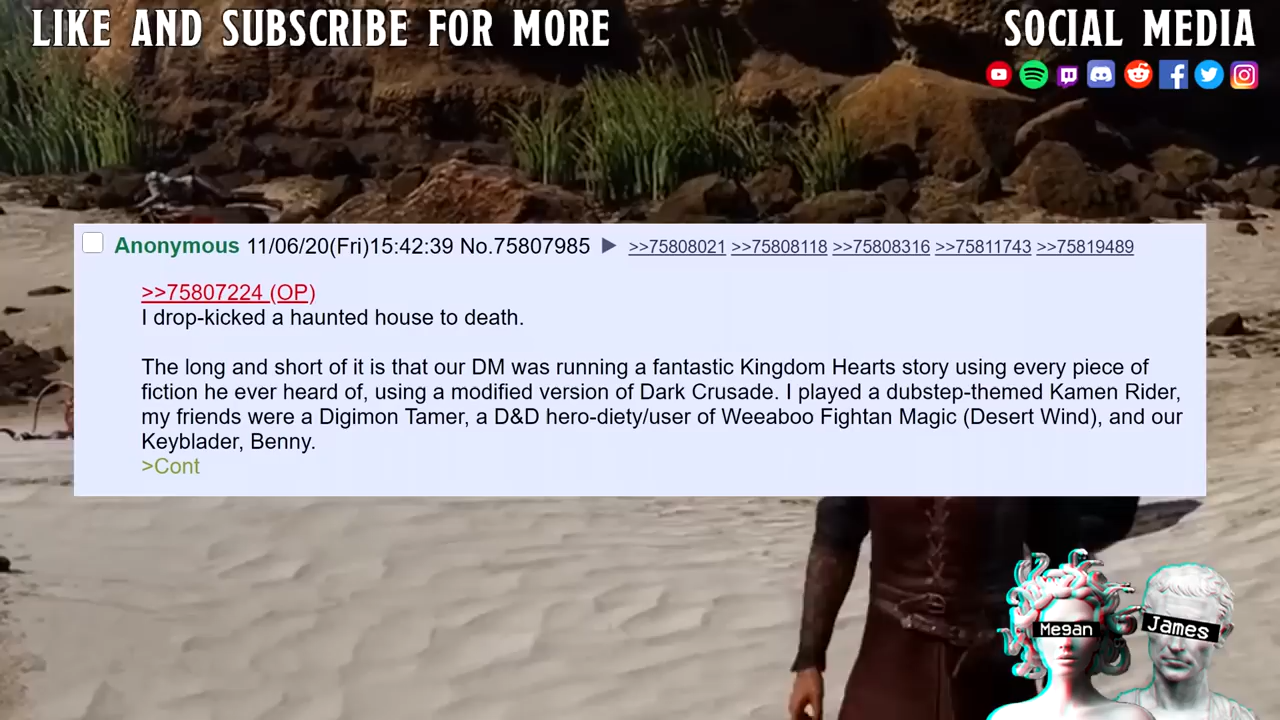 LIKE AND SUBSCRIBE FOR MORE
SOCIAL MEDIA
Anonymous 11/06/20(Fri)15:42:39 No.75807985 ▶ >>75808021 >>75808118 >>75808316 >>75811743 >>75819489
>>75807224 (OP)
I drop-kicked a haunted house to death.
The long and short of it is that our DM was running a fantastic Kingdom Hearts story using every piece of
fiction he ever heard of, using a modified version of Dark Crusade. I played a dubstep-themed Kamen Rider,
my friends were a Digimon Tamer, a D&D hero-diety/user of Weeaboo Fightan Magic (Desert Wind), and our
Keyblader, Benny.
>Cont
Megan
James